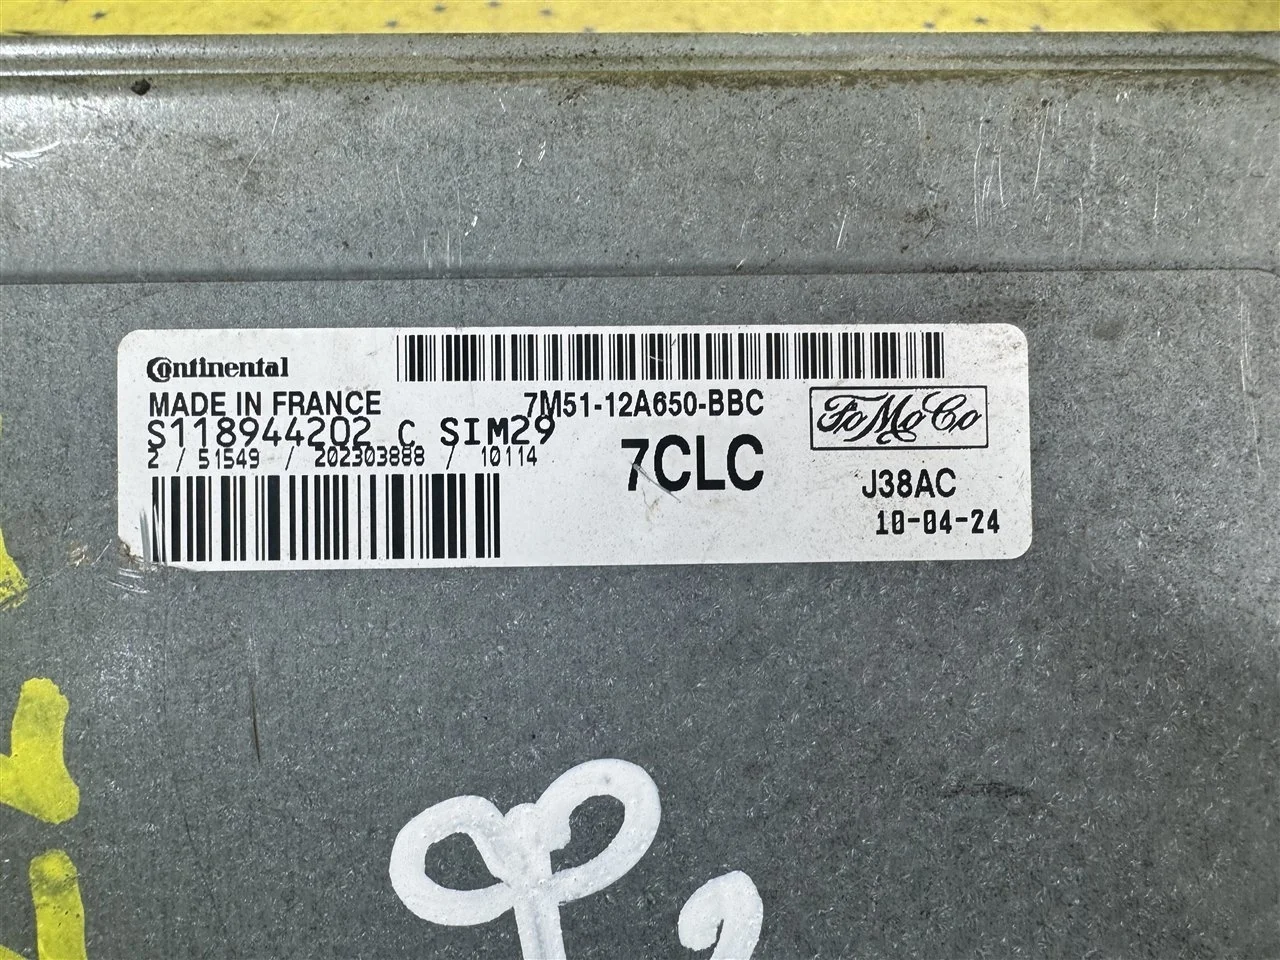 Continental
MADE IN FRANCE
7M51-12A650-BBC
FoMoCo
S118944202 C SIM29
2 / 51549 / 202303888 / 10114
7CLC
J38AC
10-04-24